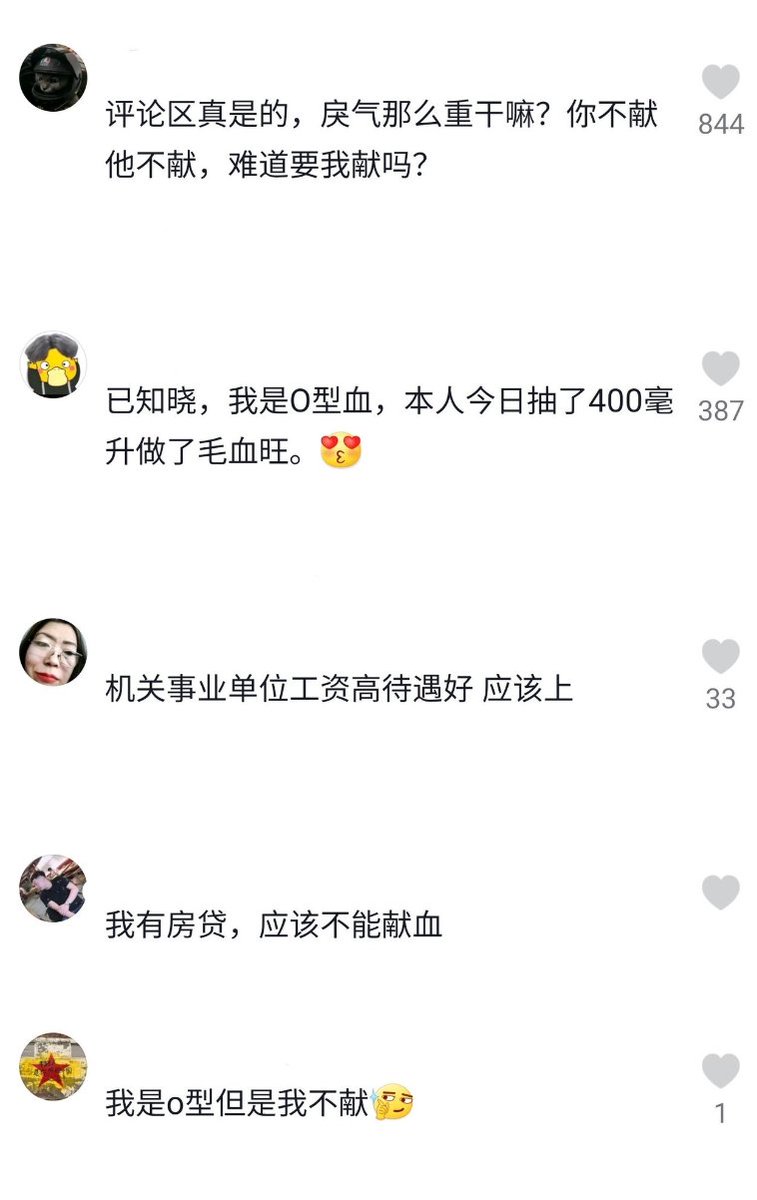 评论区真是的，戾气那么重干嘛？你不献
他不献，难道要我献吗？
844
已知晓，我是O型血，本人今日抽了400毫
升做了毛血旺。
387
机关事业单位工资高待遇好 应该上
33
我有房贷，应该不能献血
我是o型但是我不献
1